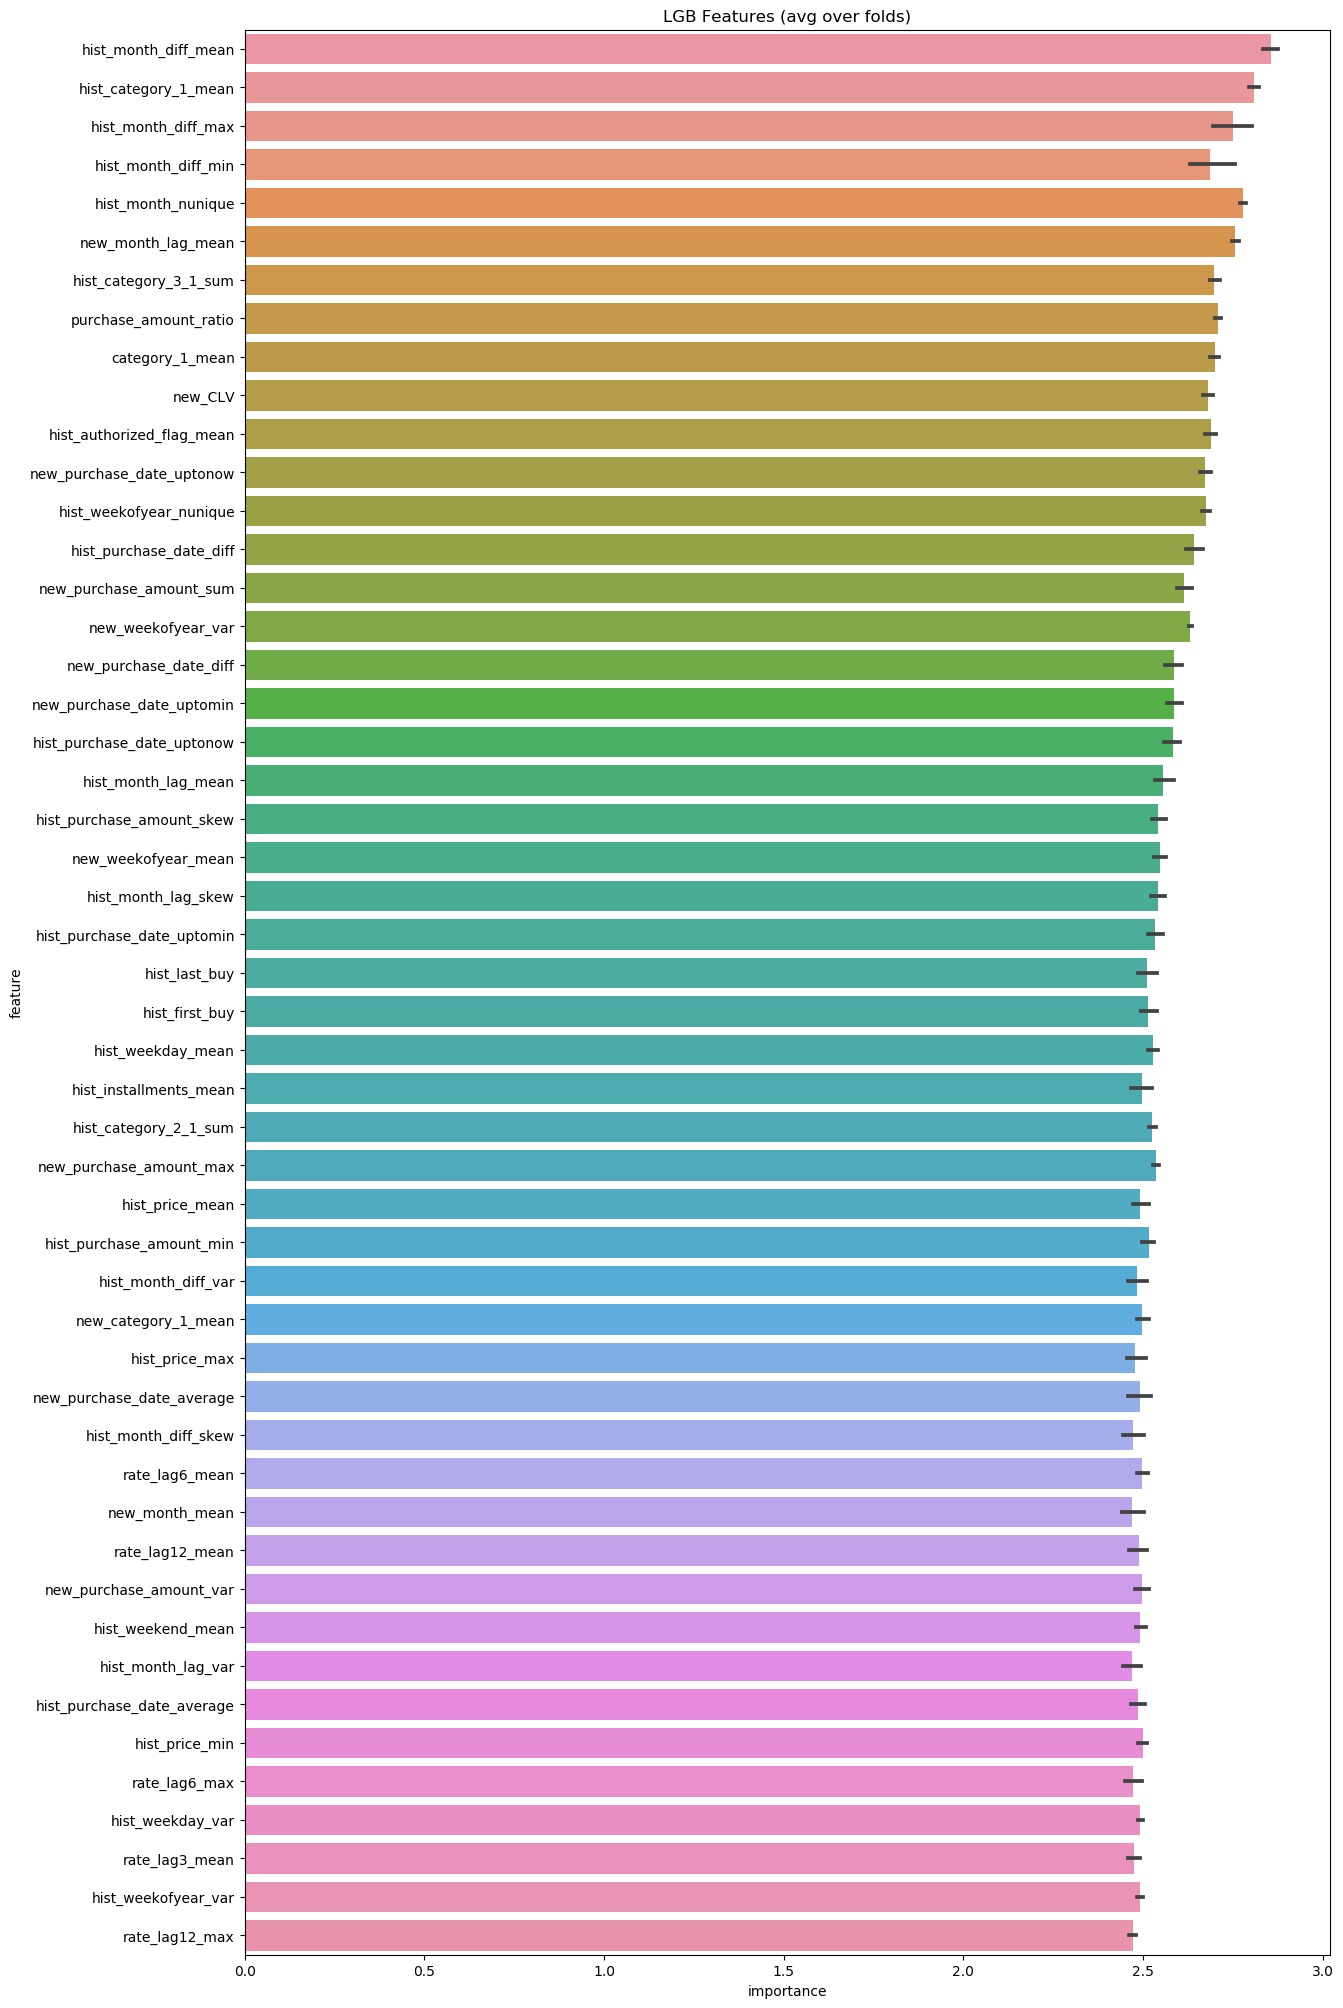 LGB Features (avg over folds)
hist_month_diff_mean
hist_category_1_mean
hist_month_diff_max
hist_month_diff_min
hist_month_nunique
new_month_lag_mean
hist_category_3_1_sum
purchase_amount_ratio
category_1_mean
new_CLV
hist_authorized_flag_mean
new_purchase_date_uptonow
hist_weekofyear_nunique
hist_purchase_date_diff
new_purchase_amount_sum
new_weekofyear_var
new_purchase_date_diff
new_purchase_date_uptomin
hist_purchase_date_uptonow
hist_month_lag_mean
hist_purchase_amount_skew
new_weekofyear_mean
hist_month_lag_skew
hist_purchase_date_uptomin
hist_last_buy
hist_first_buy
hist_weekday_mean
hist_installments_mean
hist_category_2_1_sum
new_purchase_amount_max
hist_price_mean
hist_purchase_amount_min
hist_month_diff_var
new_category_1_mean
hist_price_max
new_purchase_date_average
hist_month_diff_skew
rate_lag6_mean
new_month_mean
rate_lag12_mean
new_purchase_amount_var
hist_weekend_mean
hist_month_lag_var
hist_purchase_date_average
hist_price_min
rate_lag6_max
hist_weekday_var
rate_lag3_mean
hist_weekofyear_var
rate_lag12_max
feature
0.0 0.5 1.0 1.5 2.0 2.5 3.0
importance